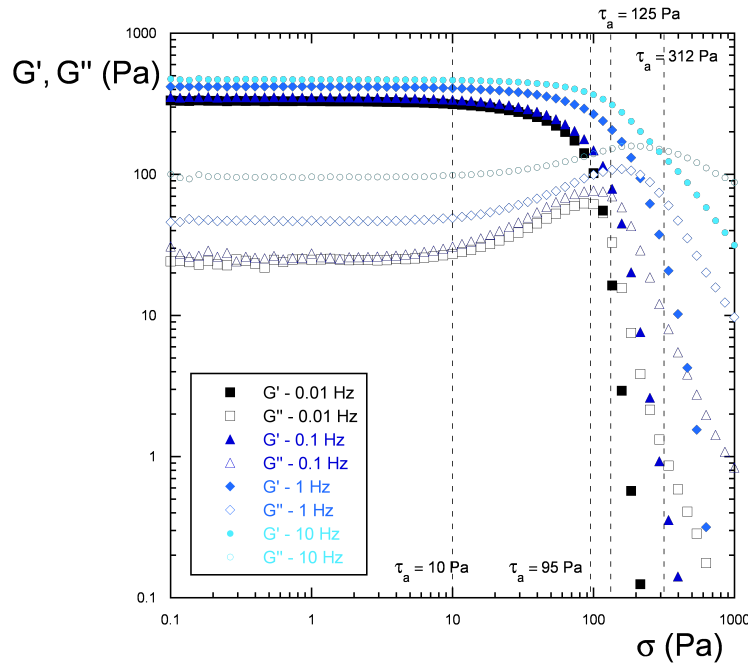 τa = 125 Pa
τa = 312 Pa
G', G" (Pa)
1000
100
10
1
0.1
G' - 0.01 Hz
G" - 0.01 Hz
G' - 0.1 Hz
G" - 0.1 Hz
G' - 1 Hz
G" - 1 Hz
G' - 10 Hz
G" - 10 Hz
τa = 10 Pa
τa = 95 Pa
0.1 1 10 100 1000
σ (Pa)